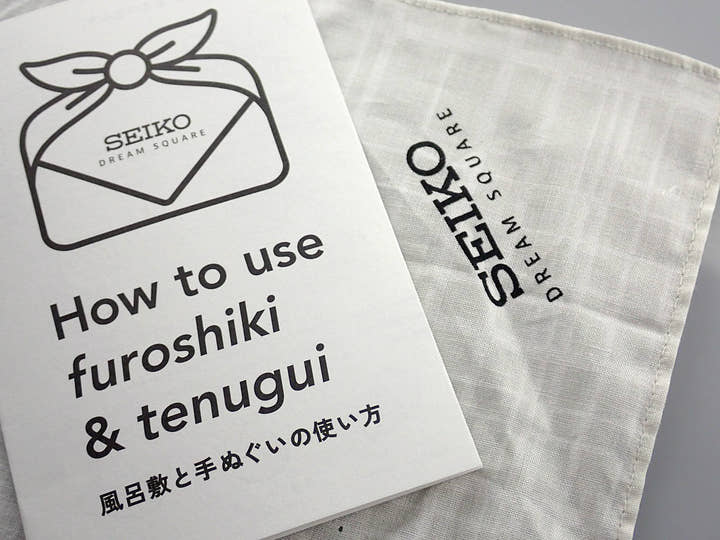 SEIKO
DREAM SQUARE
How to use
furoshiki
& tenugui
風呂敷と手ぬぐいの使い方
SEIKO
DREAM SQUARE